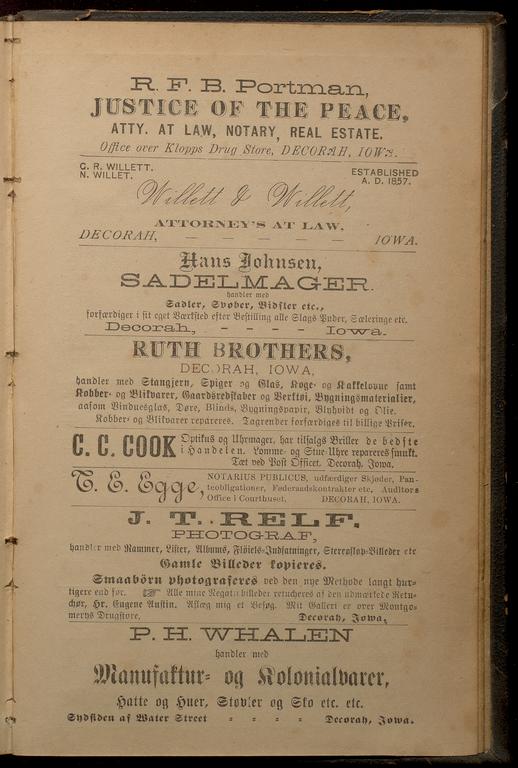 R. F. B. Portman,
JUSTICE OF THE PEACE,
ATTY. AT LAW, NOTARY, REAL ESTATE.
Office over Klopps Drug Store, DECORAH, IOWA.
G. R. WILLETT.
N. WILLET.
ESTABLISHED
A. D. 1857.
Willett & Willett,
ATTORNEY'S AT LAW,
DECORAH, — — — — — IOWA.
Hans Johnsen,
SADELMAGER.
handler med
Sadler, Svøber, Bidsler etc.,
forfærdiger i sit eget Værksted efter Bestilling alle Slags Puder, Sæleringe etc.
Decorah, - - - - Iowa.
RUTH BROTHERS,
DECORAH, IOWA,
handler med Stangjern, Spiger og Glas, Koge- og Kakkelovne samt
Kobber- og Blikvarer, Gaardsredskaber og Verktøi, Bygningsmaterialier,
aasom Vinduesglas, Døre, Blinds, Bygningspapir, Blyhvidt og Olie.
Kobber- og Blikvarer repareres. Tagrender forfærdiges til billige Priser.
C. C. COOK
Optikus og Uhrmager, har tilsalgs Briller de bedste
i Handelen. Lomme- og Stue-Uhre repareres smukt.
Tæt ved Post Officet. Decorah, Iowa.
T. E. Egge,
NOTARIUS PUBLICUS, udfærdiger Skjøder, Pan-
teobligationer, Føderaadskontrakter etc, Auditors
Office i Courthuset. DECORAH, IOWA.
J. T. RELF,
PHOTOGRAF,
handler med Rammer, Lister, Albums, Fløiels-Indfatninger, Stereoskop-Billeder etc
Gamle Billeder kopieres.
Smaabörn photograferes ved den nye Methode langt hur-
tigere end før. ☞ Alle mine Negativbilleder retucheres af den udmærkede Retu-
chør, Hr. Eugene Austin. Aflæg mig et Besøg. Mit Galleri er over Montgo-
merys Drugstore, Decorah, Iowa,
P. H. WHALEN
handler med
Manufaktur- og Kolonialvarer,
Hatte og Huer, Støvler og Sko etc. etc.
Sydsiden af Water Street - - - - Decorah, Iowa.